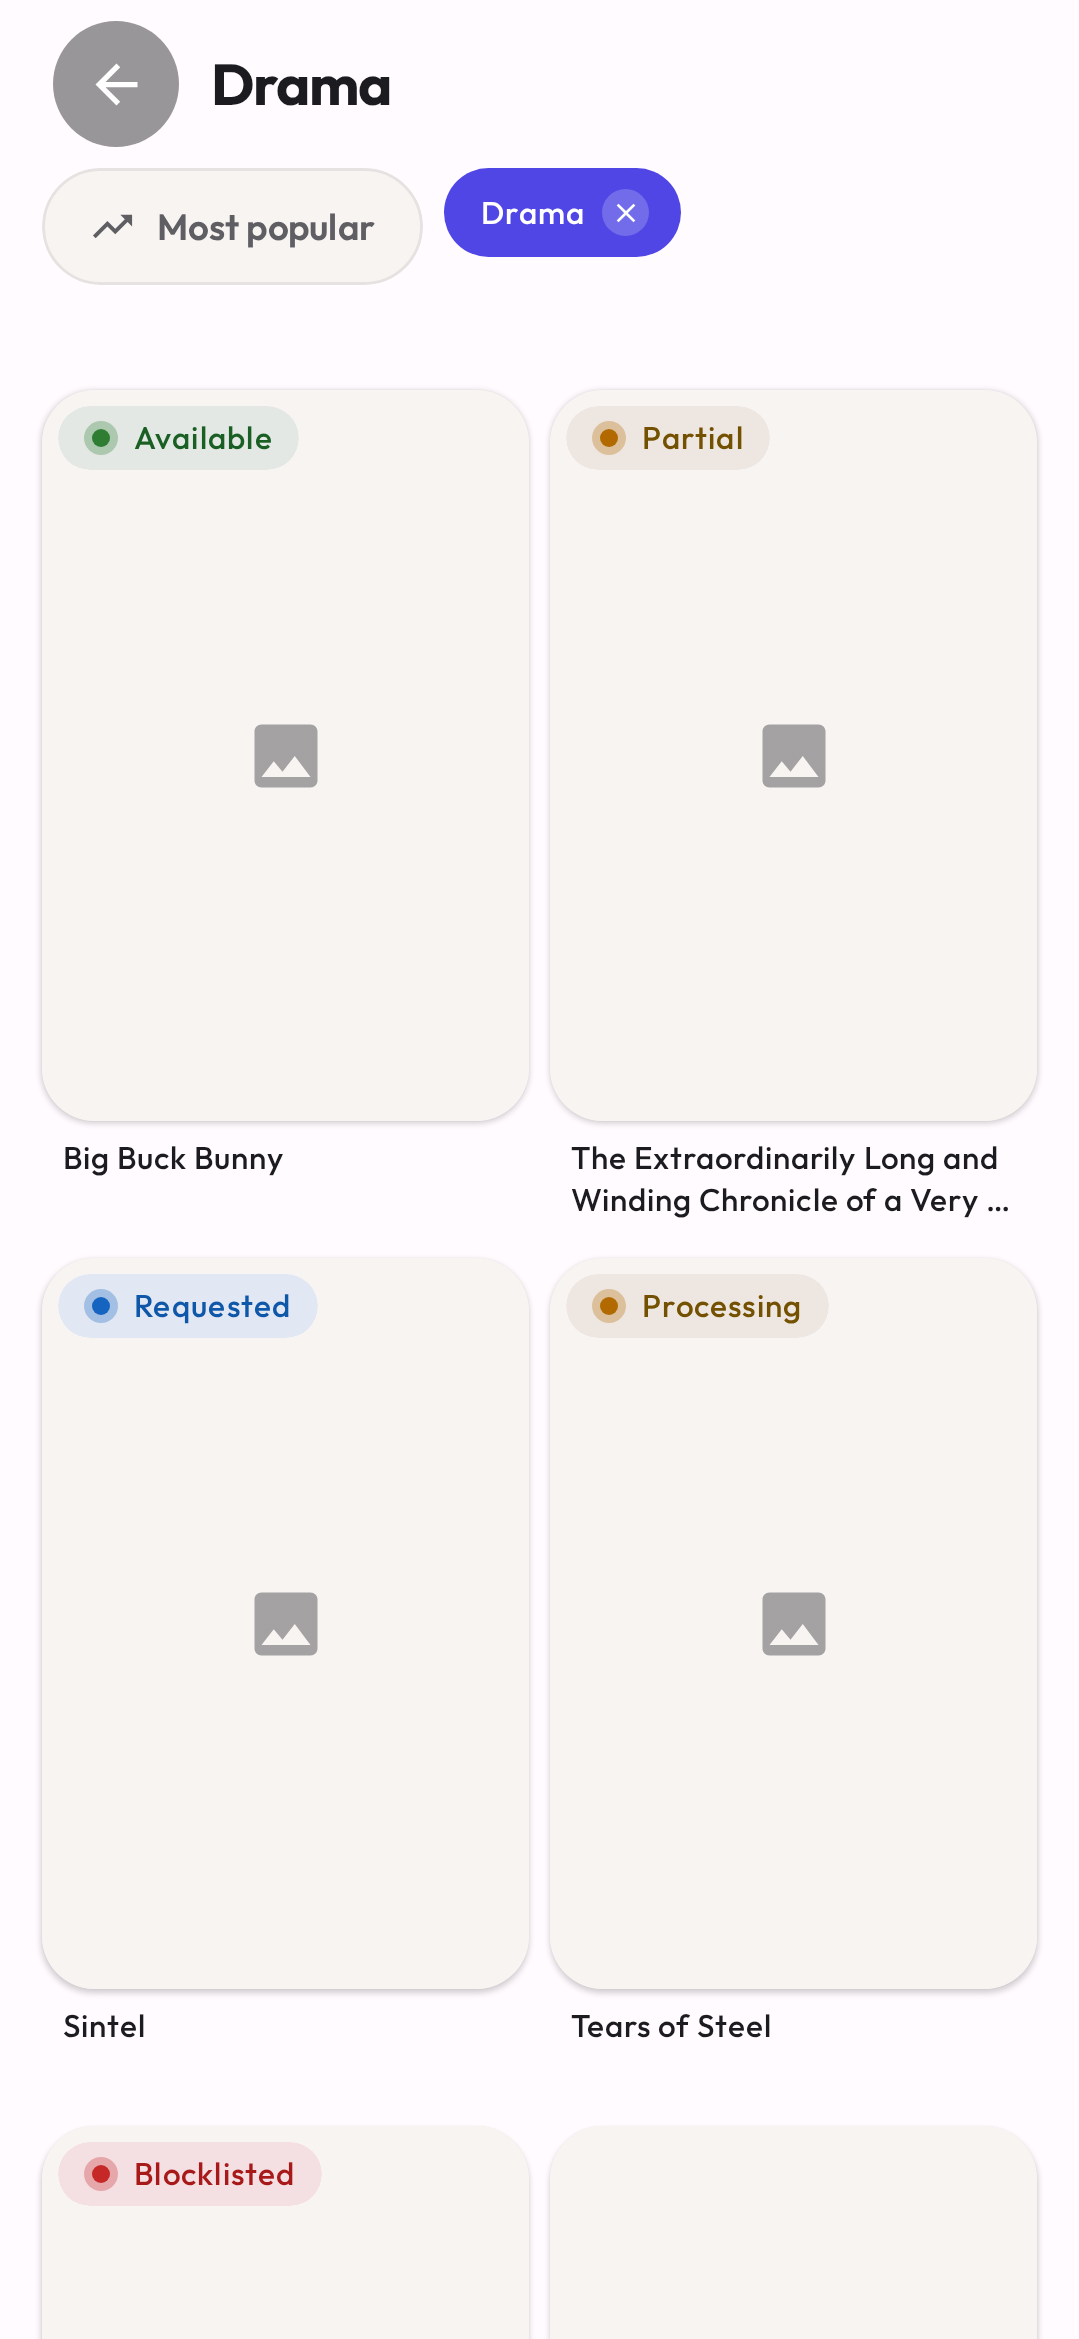 Drama
Most popular
Drama
Available
Partial
Big Buck Bunny
The Extraordinarily Long and
Winding Chronicle of a Very ...
Requested
Processing
Sintel
Tears of Steel
Blocklisted